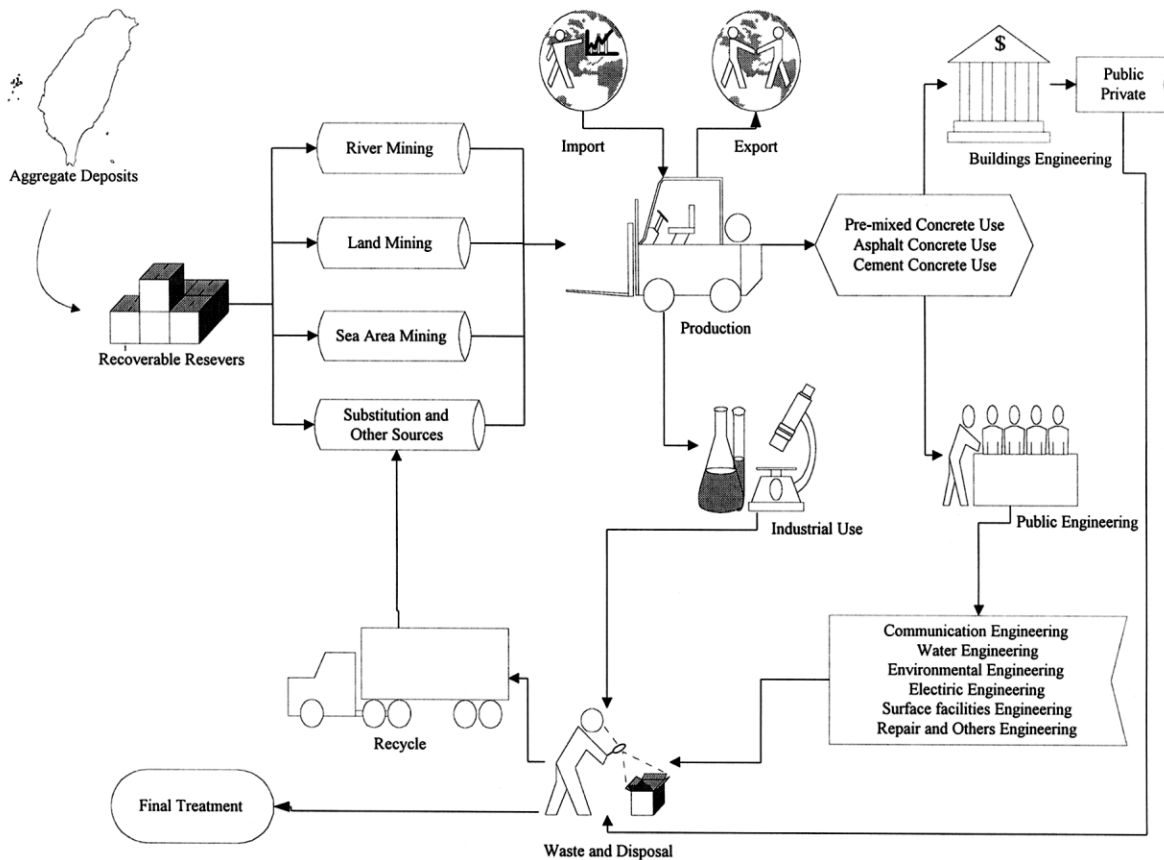 Aggregate Deposits
Recoverable Resevers
River Mining
Land Mining
Sea Area Mining
Substitution and
Other Sources
Import
Export
Production
Pre-mixed Concrete Use
Asphalt Concrete Use
Cement Concrete Use
$
Buildings Engineering
Public
Private
Industrial Use
Public Engineering
Communication Engineering
Water Engineering
Environmental Engineering
Electiric Engineering
Surface facilities Engineering
Repair and Others Engineering
Recycle
Final Treatment
Waste and Disposal